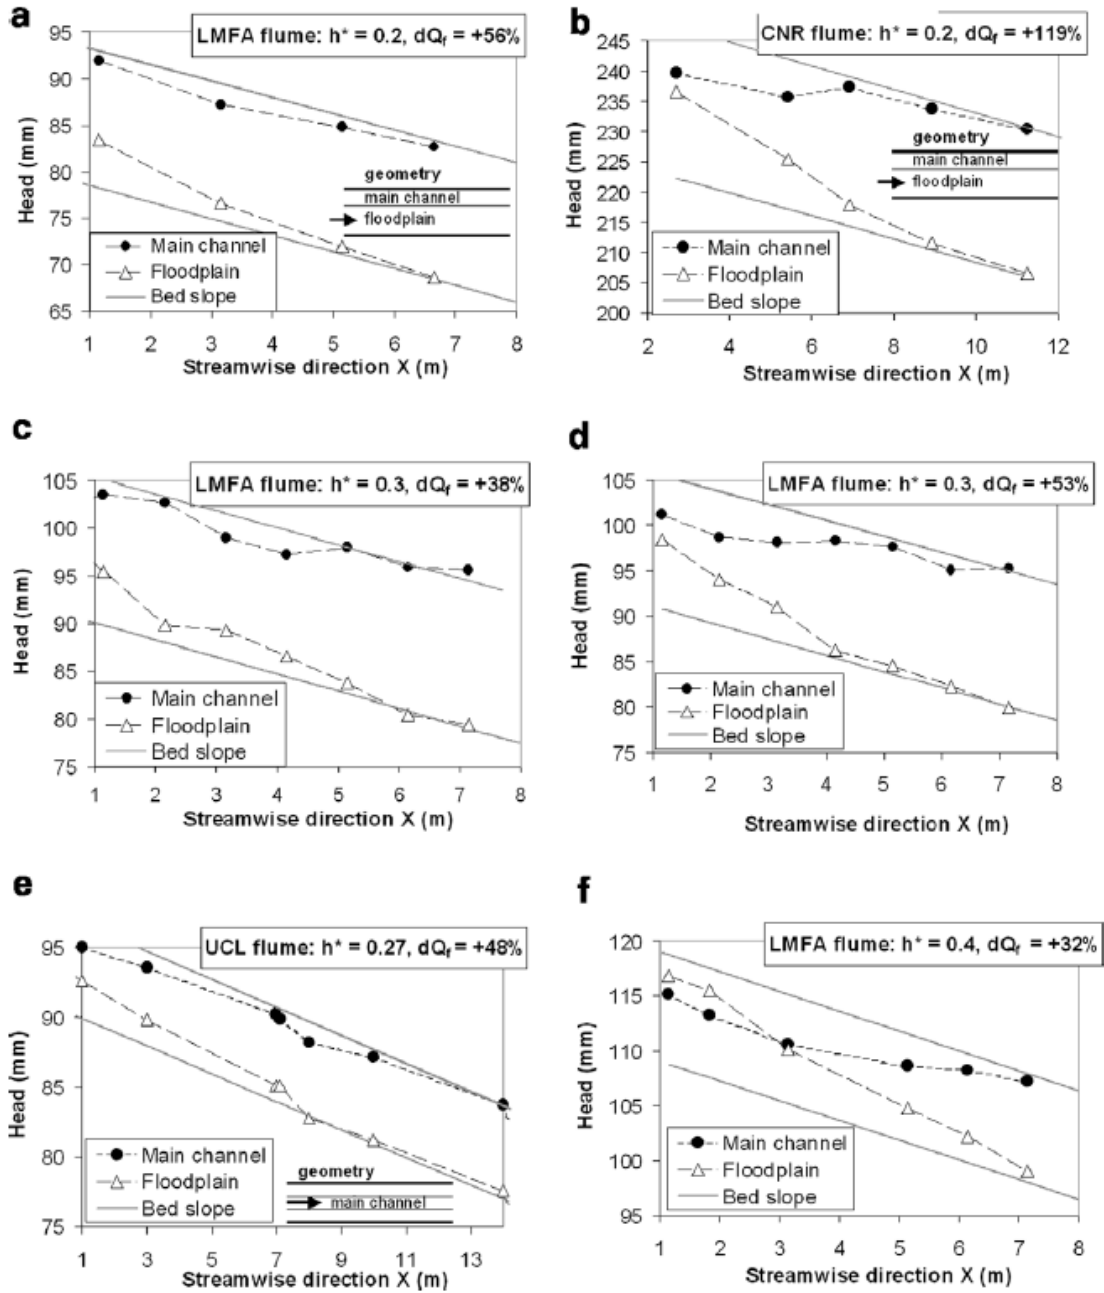 a
LMFA flume: h* = 0.2, dQf = +56%
95
90
85
80
75
70
65
Head (mm)
geometry
main channel
floodplain
Main channel
Floodplain
Bed slope
1 2 3 4 5 6 7 8
Streamwise direction X (m)
b
CNR flume: h* = 0.2, dQf = +119%
245
240
235
230
225
220
215
210
205
200
Head (mm)
geometry
main channel
floodplain
Main channel
Floodplain
Bed slope
2 4 6 8 10 12
Streamwise direction X (m)
c
LMFA flume: h* = 0.3, dQf = +38%
105
100
95
90
85
80
75
Head (mm)
Main channel
Floodplain
Bed slope
1 2 3 4 5 6 7 8
Streamwise direction X (m)
d
LMFA flume: h* = 0.3, dQf = +53%
105
100
95
90
85
80
75
Head (mm)
Main channel
Floodplain
Bed slope
1 2 3 4 5 6 7 8
Streamwise direction X (m)
e
UCL flume: h* = 0.27, dQf = +48%
95
90
85
80
75
Head (mm)
geometry
main channel
Main channel
Floodplain
Bed slope
1 3 5 7 9 11 13
Streamwise direction X (m)
f
LMFA flume: h* = 0.4, dQf = +32%
120
115
110
105
100
95
Head (mm)
Main channel
Floodplain
Bed slope
1 2 3 4 5 6 7 8
Streamwise direction X (m)